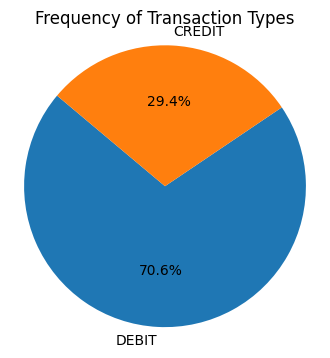 Frequency of Transaction Types
CREDIT
29.4%
70.6%
DEBIT